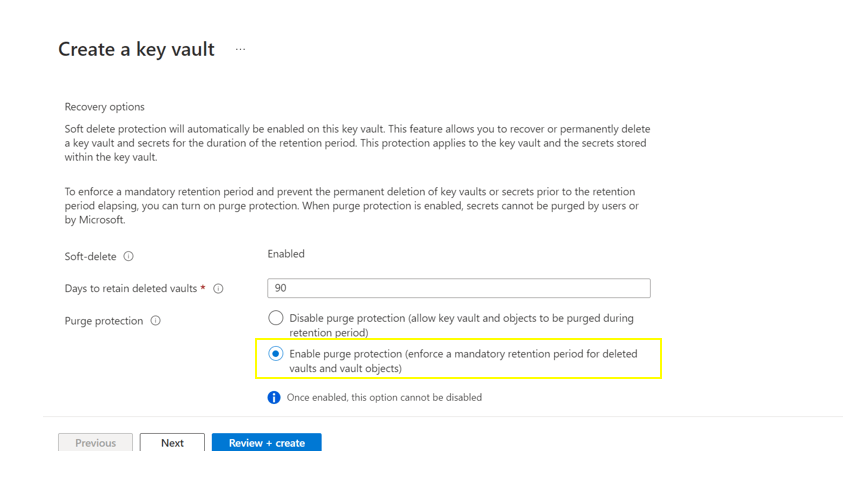 Create a key vault ...
Recovery options
Soft delete protection will automatically be enabled on this key vault. This feature allows you to recover or permanently delete
a key vault and secrets for the duration of the retention period. This protection applies to the key vault and the secrets stored
within the key vault.
To enforce a mandatory retention period and prevent the permanent deletion of key vaults or secrets prior to the retention
period elapsing, you can turn on purge protection. When purge protection is enabled, secrets cannot be purged by users or
by Microsoft.
Soft-delete
Enabled
Days to retain deleted vaults *
90
Purge protection
Disable purge protection (allow key vault and objects to be purged during
retention period)
Enable purge protection (enforce a mandatory retention period for deleted
vaults and vault objects)
Once enabled, this option cannot be disabled
Previous
Next
Review + create